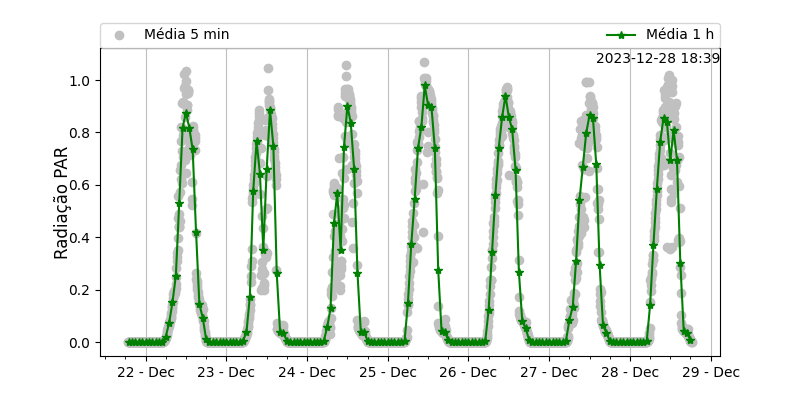 Média 5 min
Média 1 h
2023-12-28 18:39
Radiação PAR
1.0
0.8
0.6
0.4
0.2
0.0
22 - Dec
23 - Dec
24 - Dec
25 - Dec
26 - Dec
27 - Dec
28 - Dec
29 - Dec